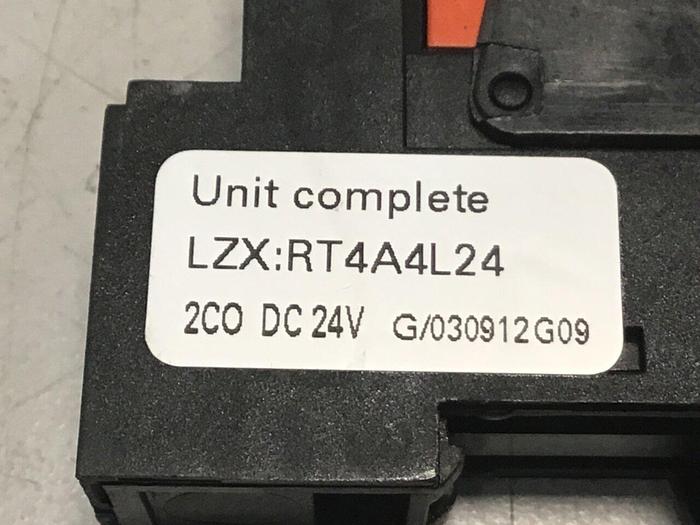 Unit complete
LZX:RT4A4L24
2CO DC 24V G/030912G09